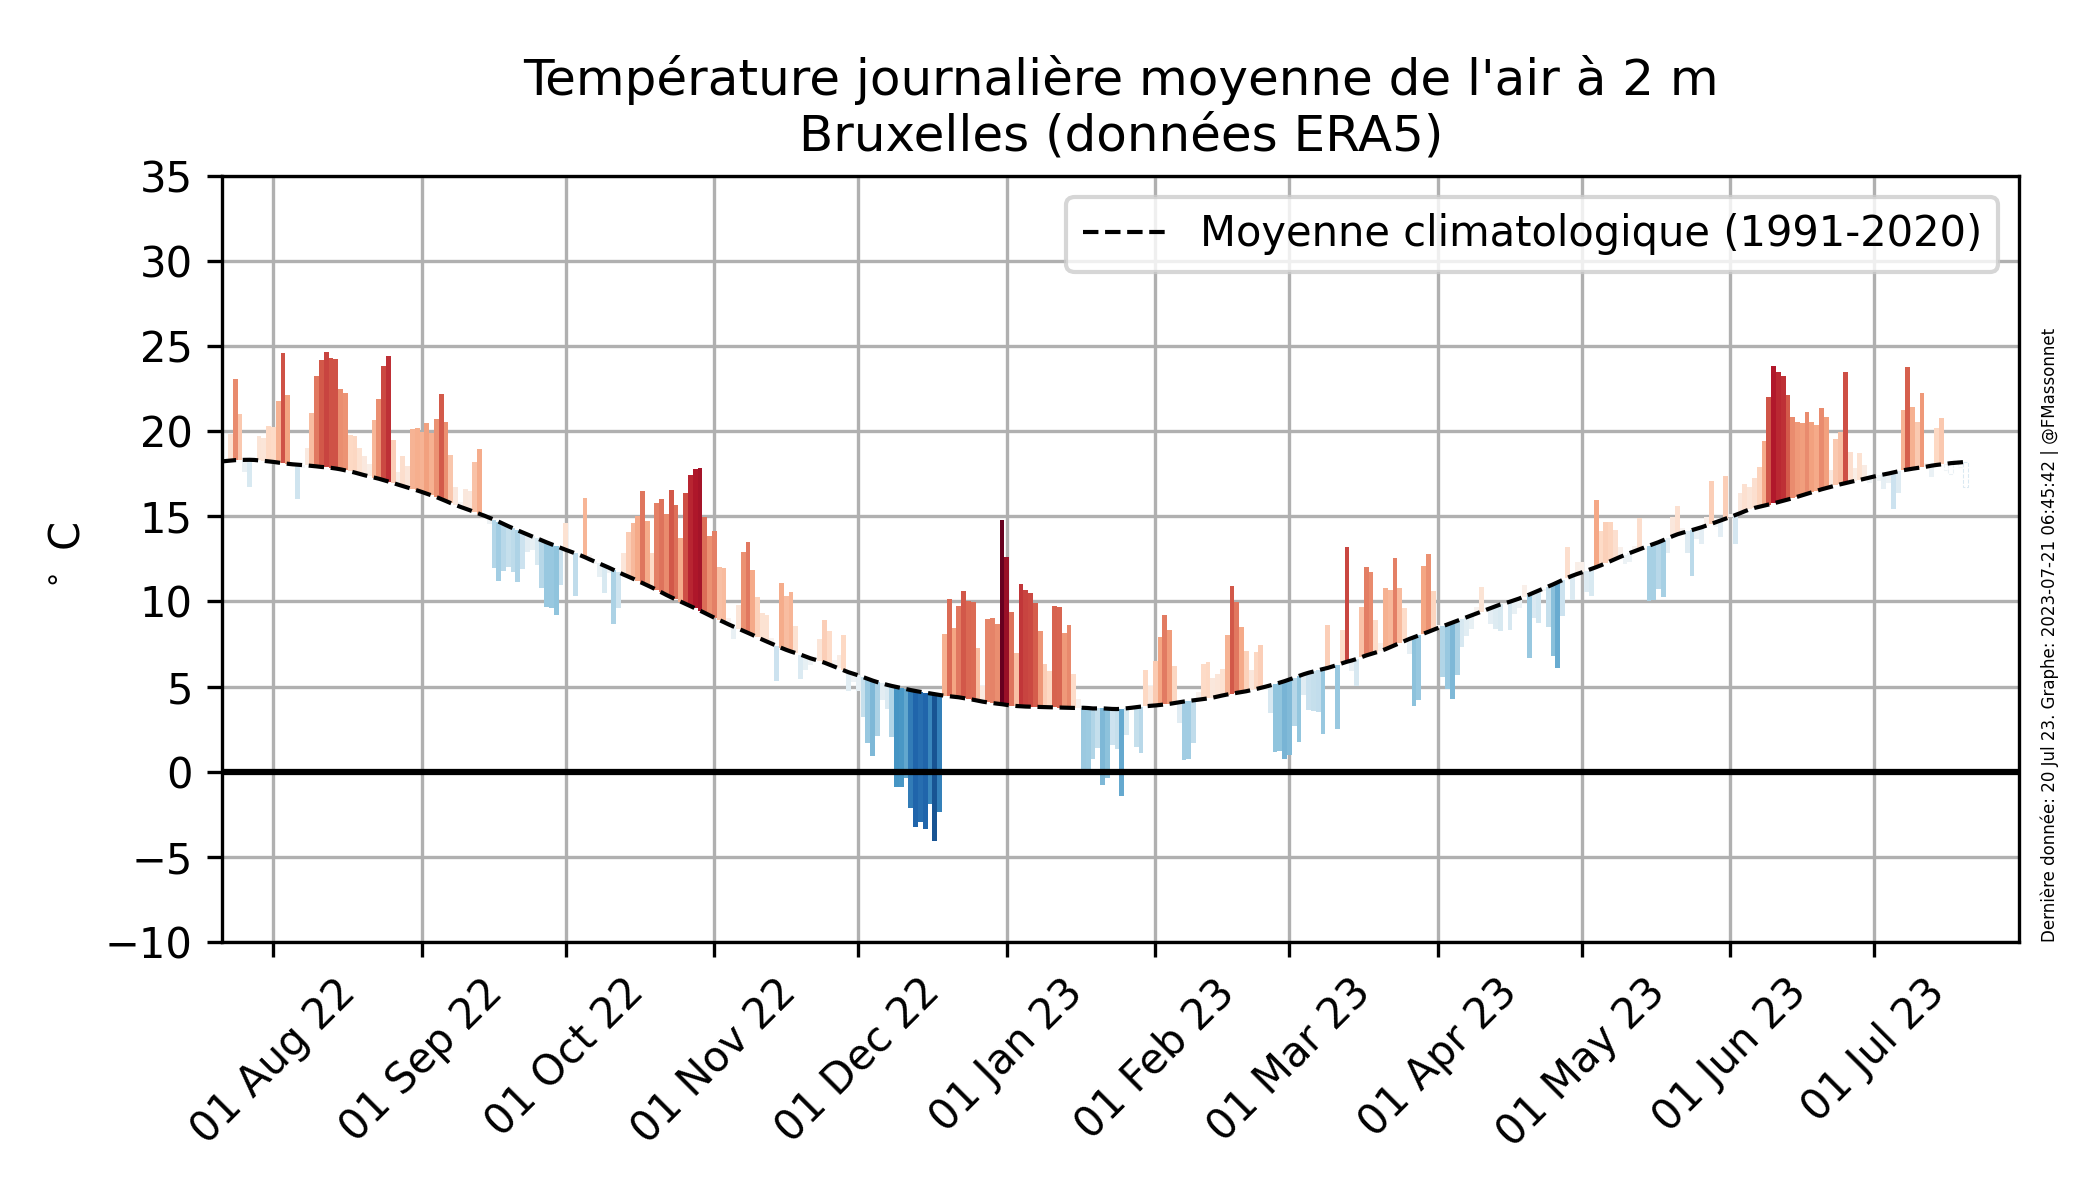 Température journalière moyenne de l'air à 2 m
Bruxelles (données ERA5)
Moyenne climatologique (1991-2020)
° C
35
30
25
20
15
10
5
0
−5
−10
01 Aug 22
01 Sep 22
01 Oct 22
01 Nov 22
01 Dec 22
01 Jan 23
01 Feb 23
01 Mar 23
01 Apr 23
01 May 23
01 Jun 23
01 Jul 23
Dernière donnée: 20 Jul 23. Graphe: 2023-07-21 06:45:42 | @FMassonnet